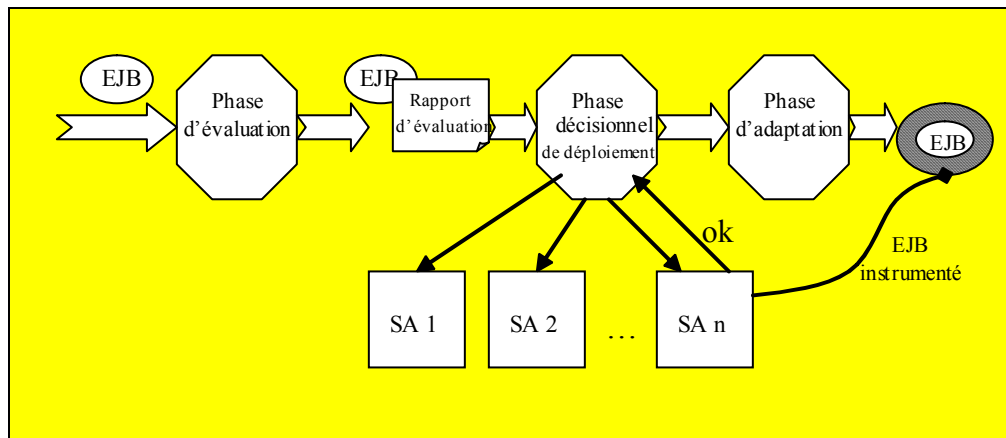 EJB
Phase
d'évaluation
EJB
Rapport
d'évaluation
Phase
décisionnel
de déploiement
Phase
d'adaptation
EJB
ok
EJB
instrumenté
SA 1
SA 2
...
SA n